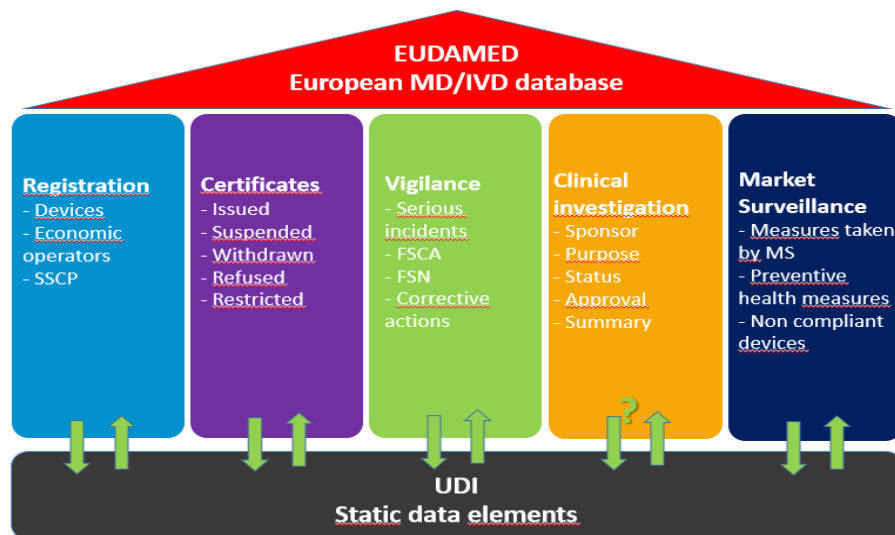 EUDAMED
European MD/IVD database
Registration
- Devices
- Economic
operators
- SSCP
Certificates
- Issued
- Suspended
- Withdrawn
- Refused
- Restricted
Vigilance
- Serious
incidents
- FSCA
- FSN
- Corrective
actions
Clinical
investigation
- Sponsor
- Purpose
- Status
- Approval
- Summary
Market
Surveillance
- Measures taken
by MS
- Preventive
health measures
- Non compliant
devices
?
UDI
Static data elements